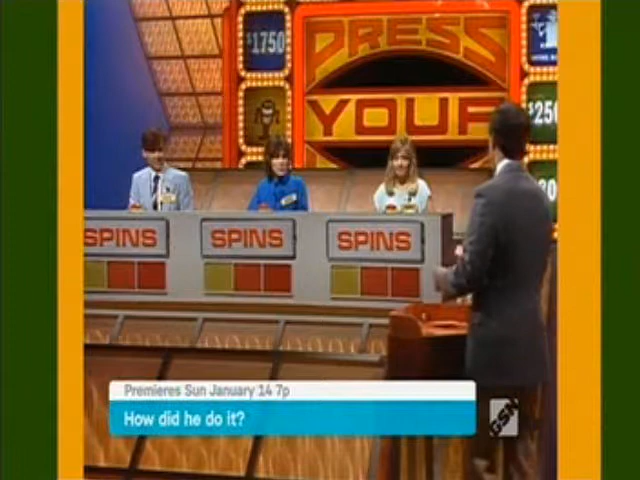 $1750
PRESS
YOUR
$250
SPINS
SPINS
SPINS
Premieres Sun January 14 7p
How did he do it?
GSN